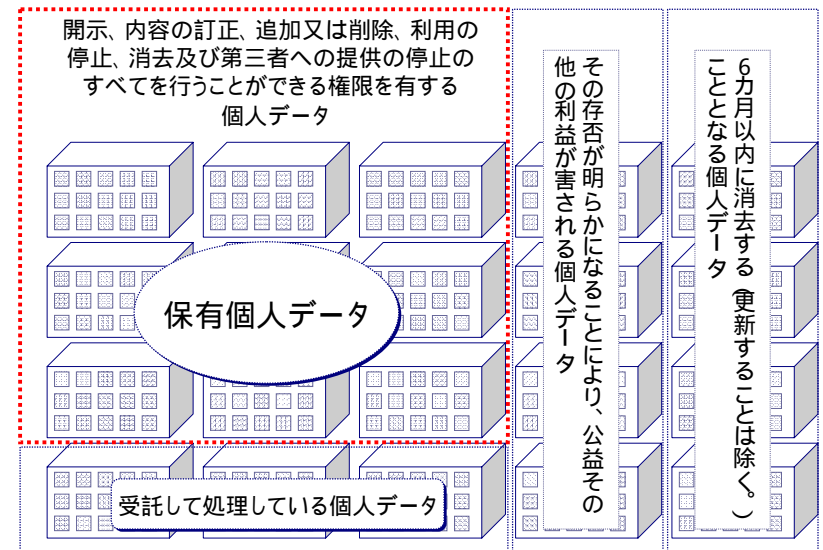 開示、内容の訂正、追加又は削除、利用の
停止、消去及び第三者への提供の停止の
すべてを行うことができる権限を有する
個人データ
保有個人データ
受託して処理している個人データ
その存否が明らかになることにより、公益その
他の利益が害される個人データ
6カ月以内に消去する（更新することは除く。）
こととなる個人データ